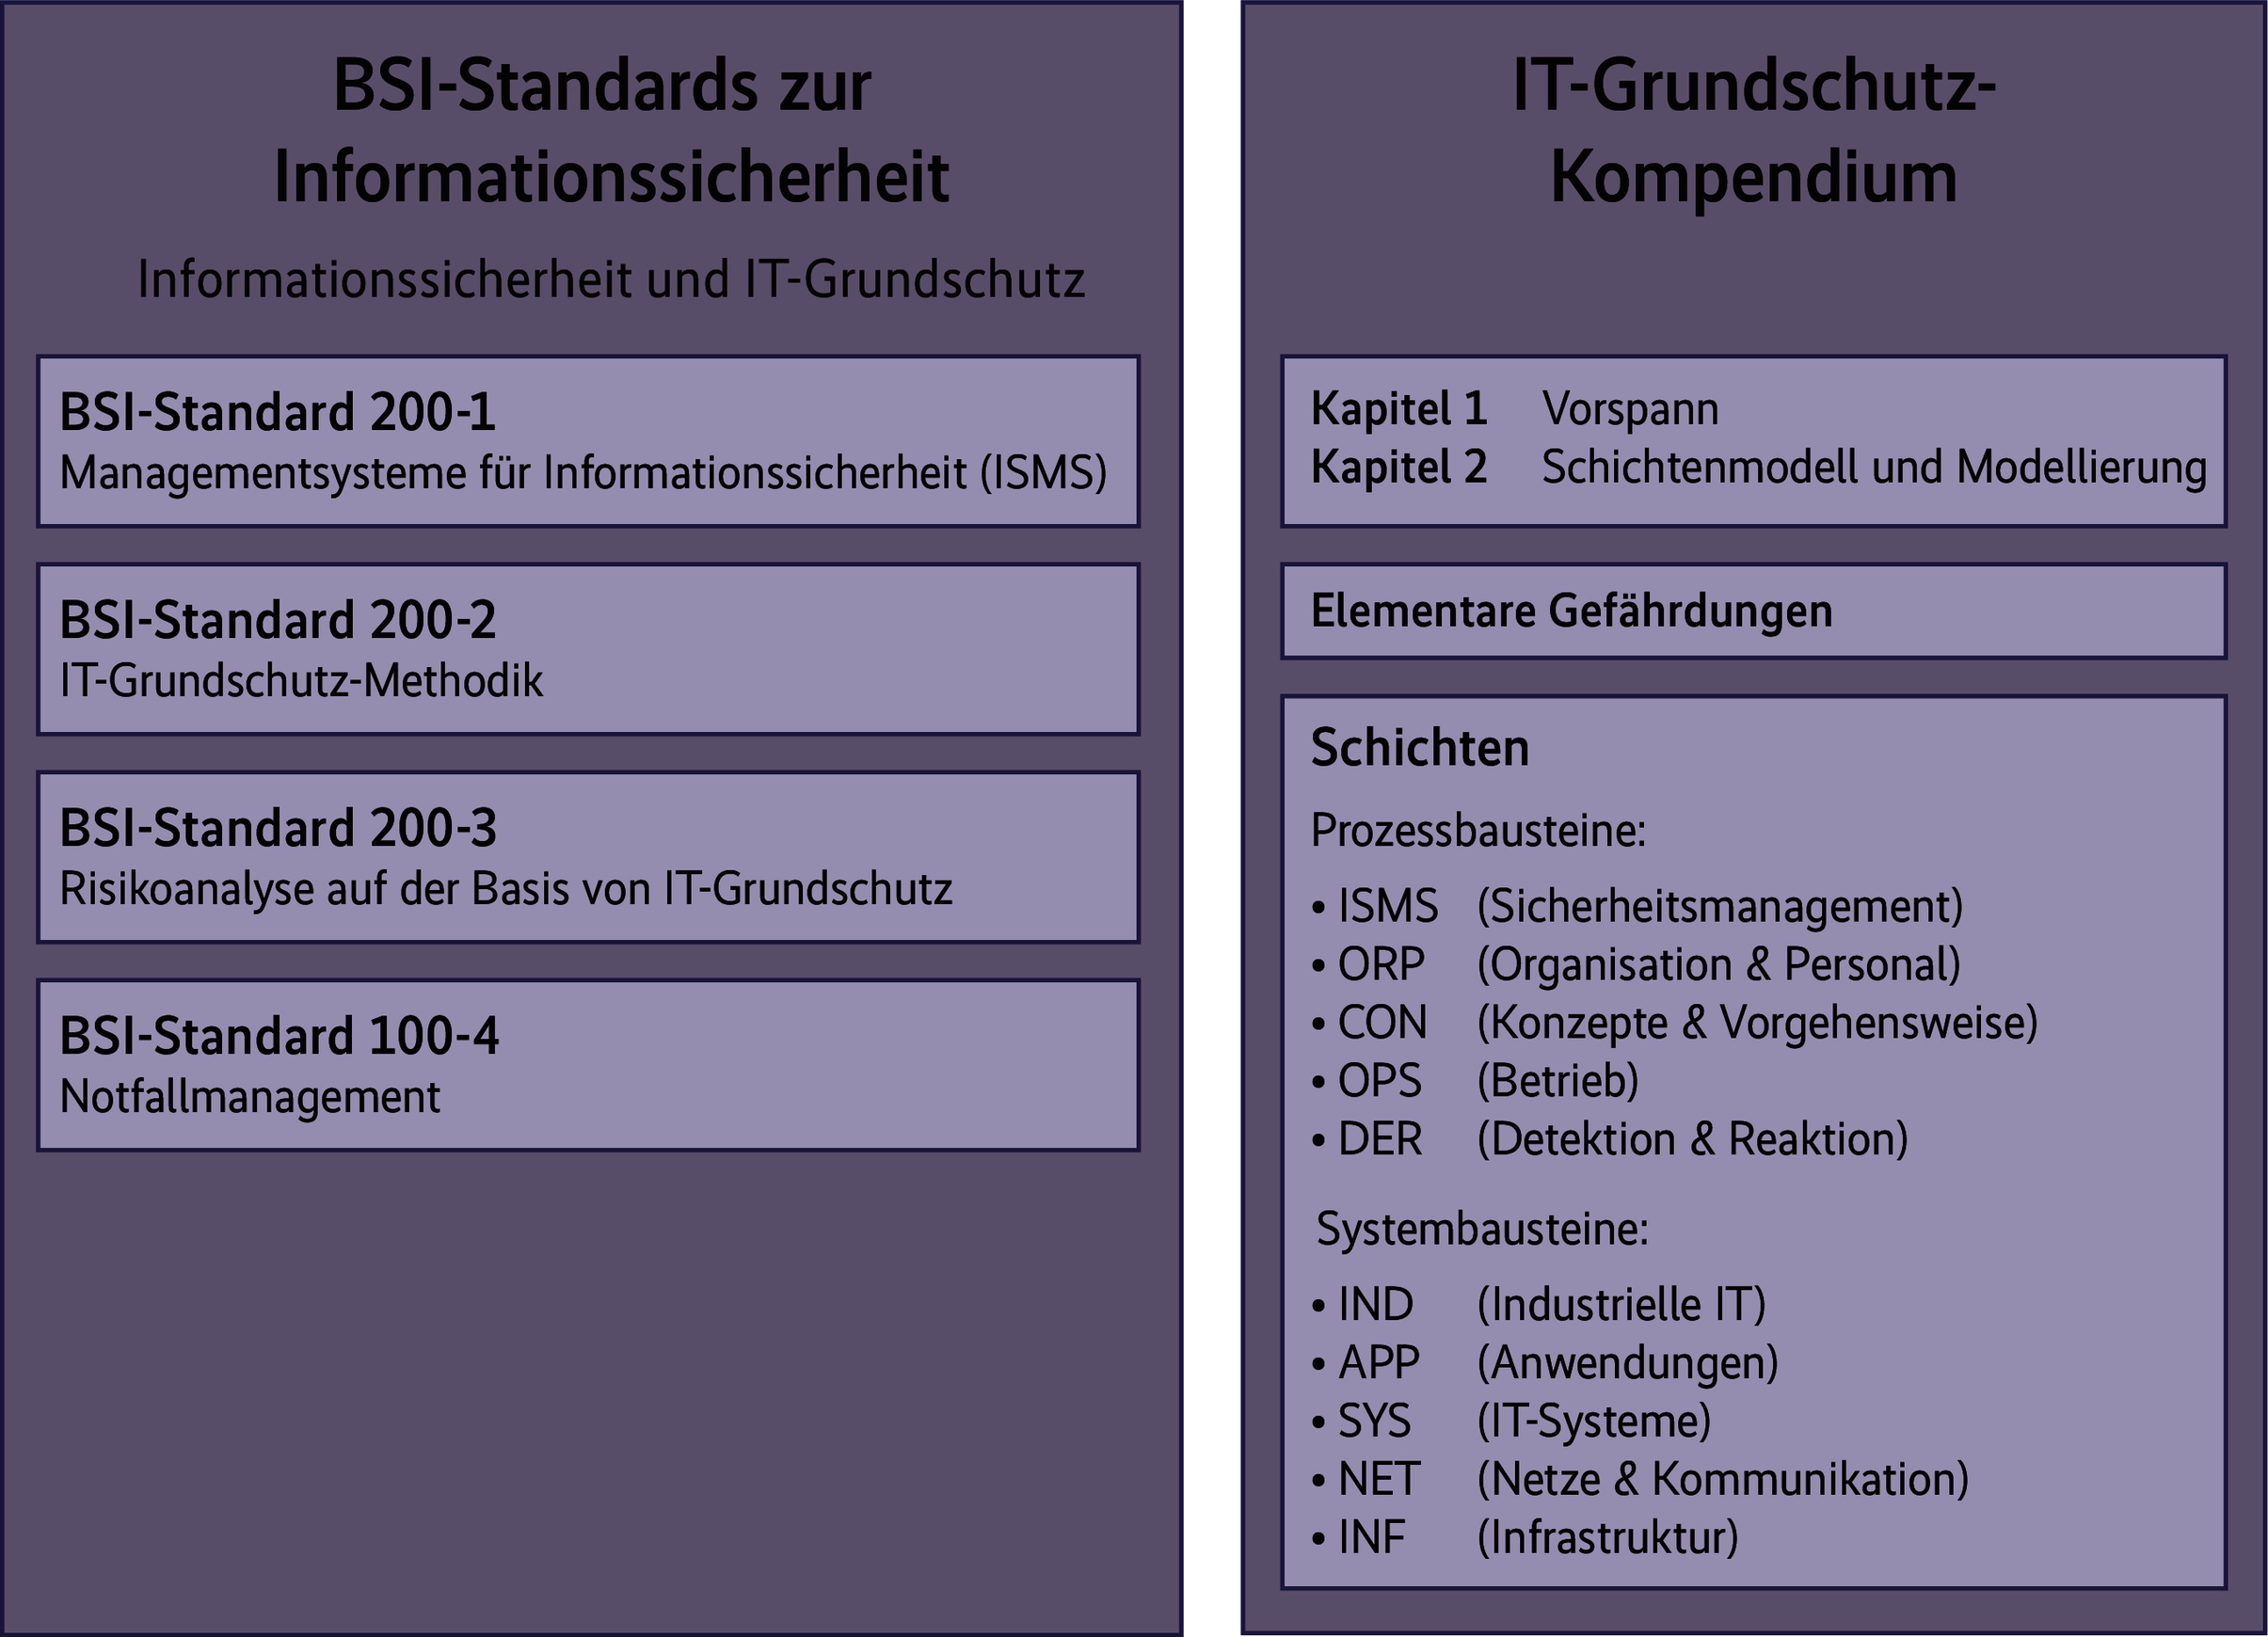 BSI-Standards zur
Informationssicherheit
Informationssicherheit und IT-Grundschutz
BSI-Standard 200-1
Managementsysteme für Informationssicherheit (ISMS)
BSI-Standard 200-2
IT-Grundschutz-Methodik
BSI-Standard 200-3
Risikoanalyse auf der Basis von IT-Grundschutz
BSI-Standard 100-4
Notfallmanagement
IT-Grundschutz-
Kompendium
Kapitel 1 Vorspann
Kapitel 2 Schichtenmodell und Modellierung
Elementare Gefährdungen
Schichten
Prozessbausteine:
• ISMS (Sicherheitsmanagement)
• ORP (Organisation & Personal)
• CON (Konzepte & Vorgehensweise)
• OPS (Betrieb)
• DER (Detektion & Reaktion)
Systembausteine:
• IND (Industrielle IT)
• APP (Anwendungen)
• SYS (IT-Systeme)
• NET (Netze & Kommunikation)
• INF (Infrastruktur)